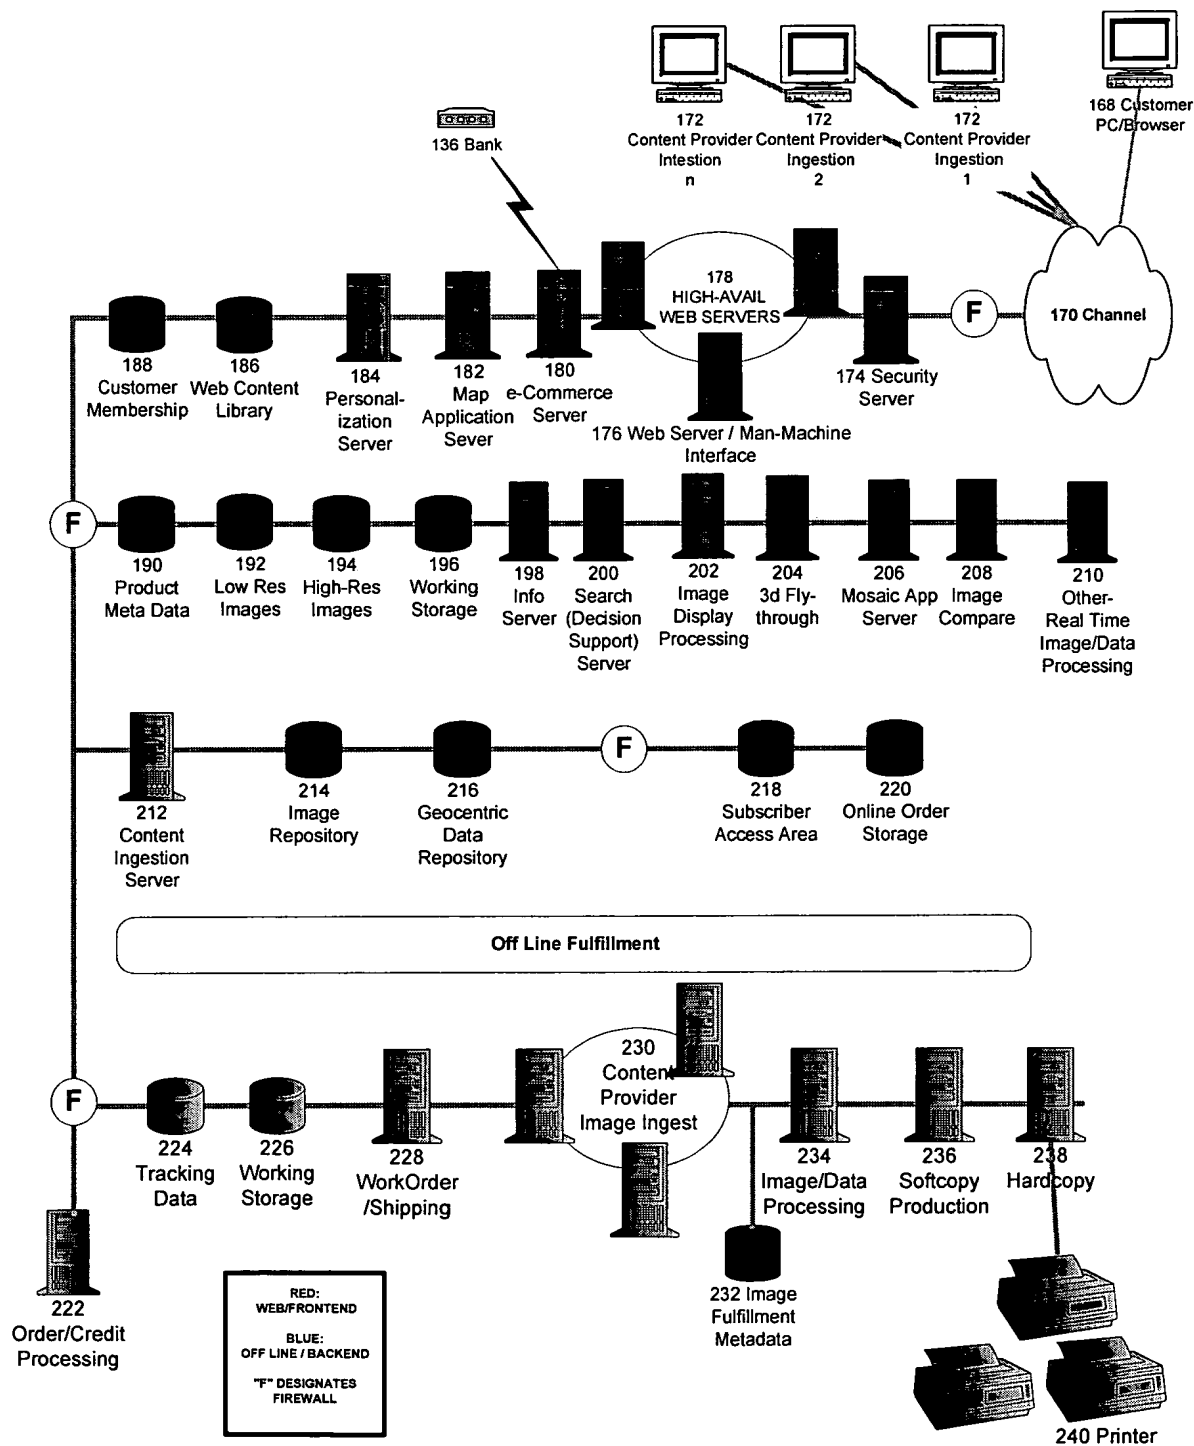 168 Customer
PC/Browser
172
Content Provider
Intestion
n
172
Content Provider
Ingestion
2
172
Content Provider
Ingestion
1
136 Bank
178
HIGH-AVAIL
WEB SERVERS
F
170 Channel
188
Customer
Membership
186
Web Content
Library
184
Personal-
ization
Server
182
Map
Application
Sever
180
e-Commerce
Server
174 Security
Server
176 Web Server / Man-Machine
Interface
F
190
Product
Meta Data
192
Low Res
Images
194
High-Res
Images
196
Working
Storage
198
Info
Server
200
Search
(Decision
Support)
Server
202
Image
Display
Processing
204
3d Fly-
through
206
Mosaic App
Server
208
Image
Compare
210
Other-
Real Time
Image/Data
Processing
F
212
Content
Ingestion
Server
214
Image
Repository
216
Geocentric
Data
Repository
218
Subscriber
Access Area
220
Online Order
Storage
Off Line Fulfillment
F
224
Tracking
Data
226
Working
Storage
228
WorkOrder
/Shipping
230
Content
Provider
Image Ingest
234
Image/Data
Processing
236
Softcopy
Production
238
Hardcopy
232 Image
Fulfillment
Metadata
222
Order/Credit
Processing
RED:
WEB/FRONTEND
BLUE:
OFF LINE / BACKEND
"F" DESIGNATES
FIREWALL
240 Printer